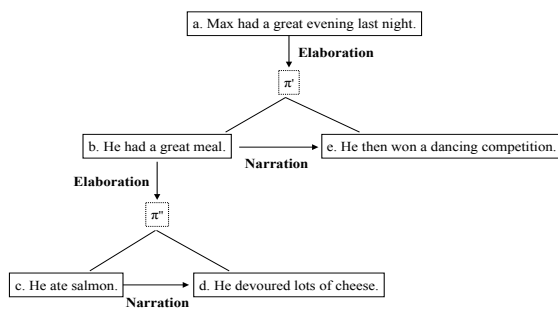 a. Max had a great evening last night.
Elaboration
π'
b. He had a great meal.
e. He then won a dancing competition.
Narration
Elaboration
π''
c. He ate salmon.
d. He devoured lots of cheese.
Narration